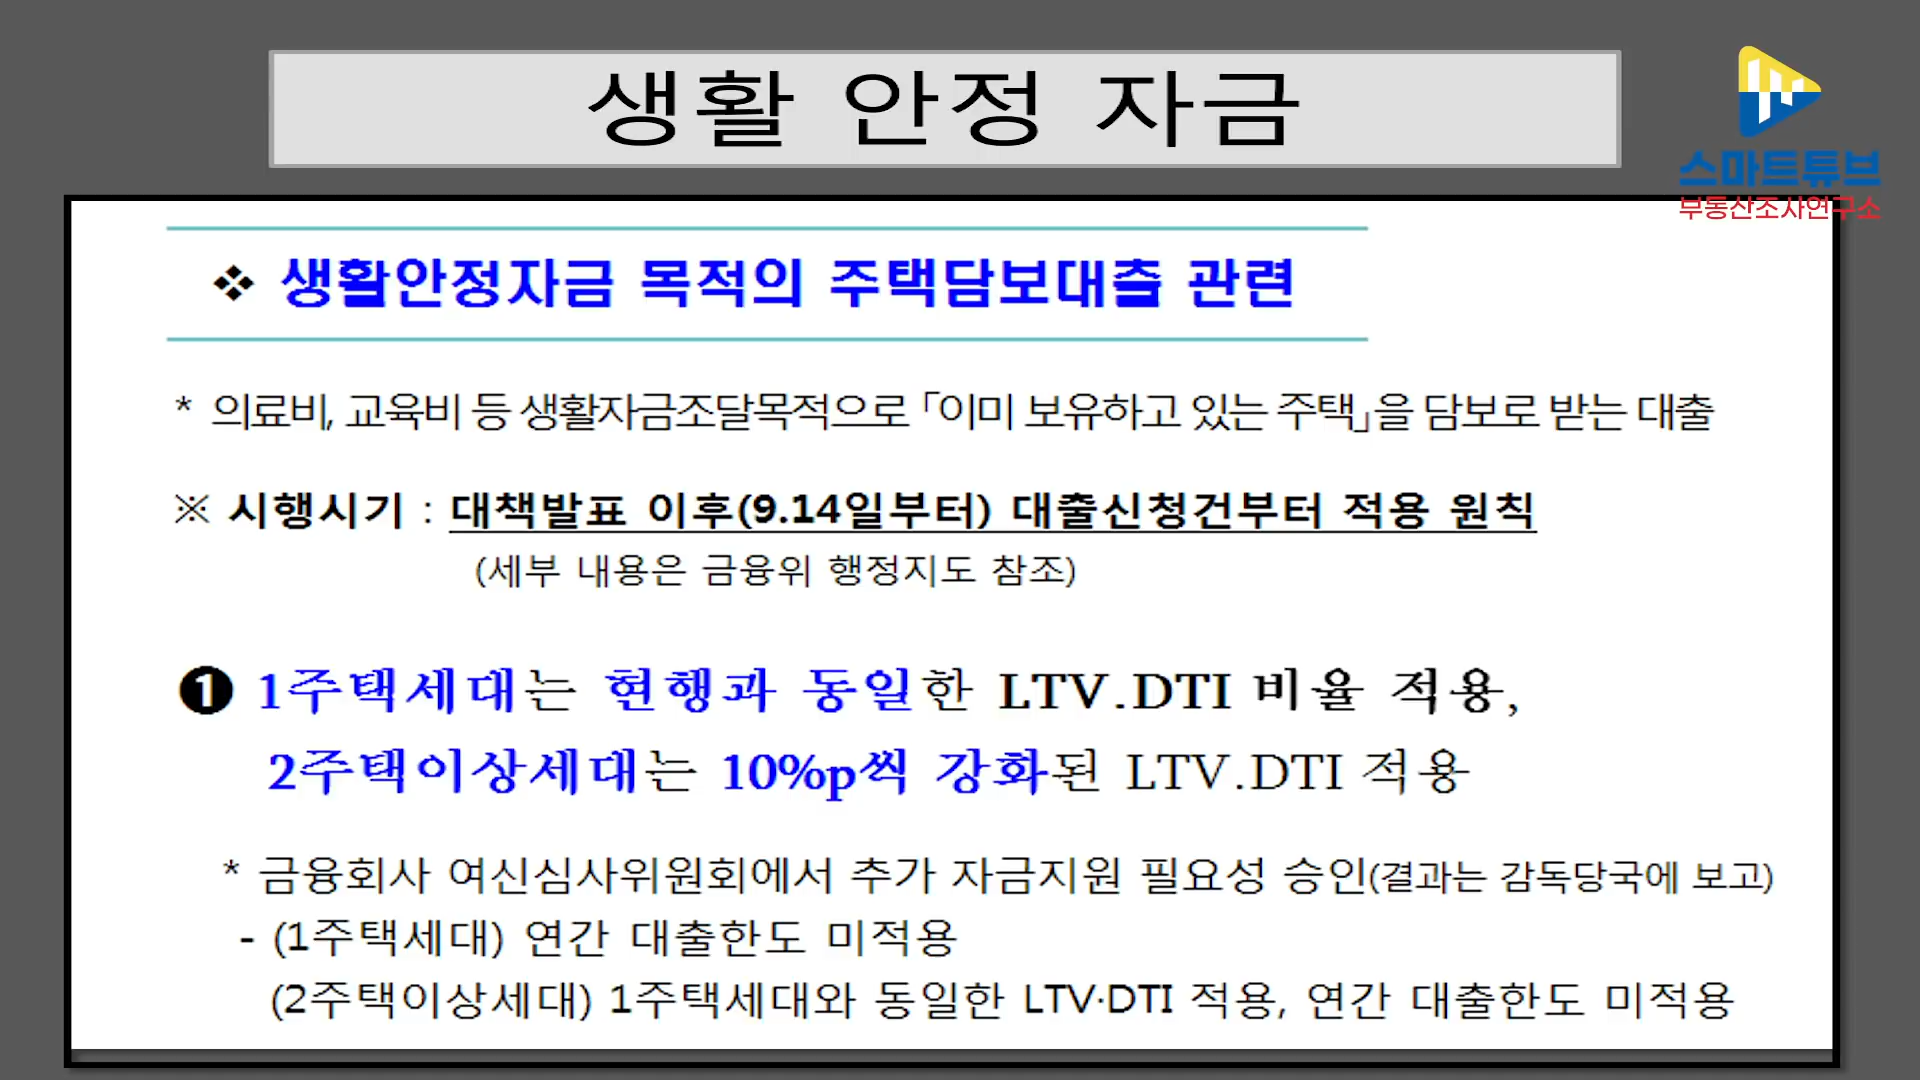 생활 안정 자금
스마트튜브
부동산조사연구소
❖ 생활안정자금 목적의 주택담보대출 관련
* 의료비, 교육비 등 생활자금조달목적으로 「이미 보유하고 있는 주택」을 담보로 받는 대출
※ 시행시기 : 대책발표 이후(9.14일부터) 대출신청건부터 적용 원칙
(세부 내용은 금융위 행정지도 참조)
❶ 1주택세대는 현행과 동일한 LTV.DTI 비율 적용,
2주택이상세대는 10%p씩 강화된 LTV.DTI 적용
* 금융회사 여신심사위원회에서 추가 자금지원 필요성 승인(결과는 감독당국에 보고)
- (1주택세대) 연간 대출한도 미적용
(2주택이상세대) 1주택세대와 동일한 LTV·DTI 적용, 연간 대출한도 미적용